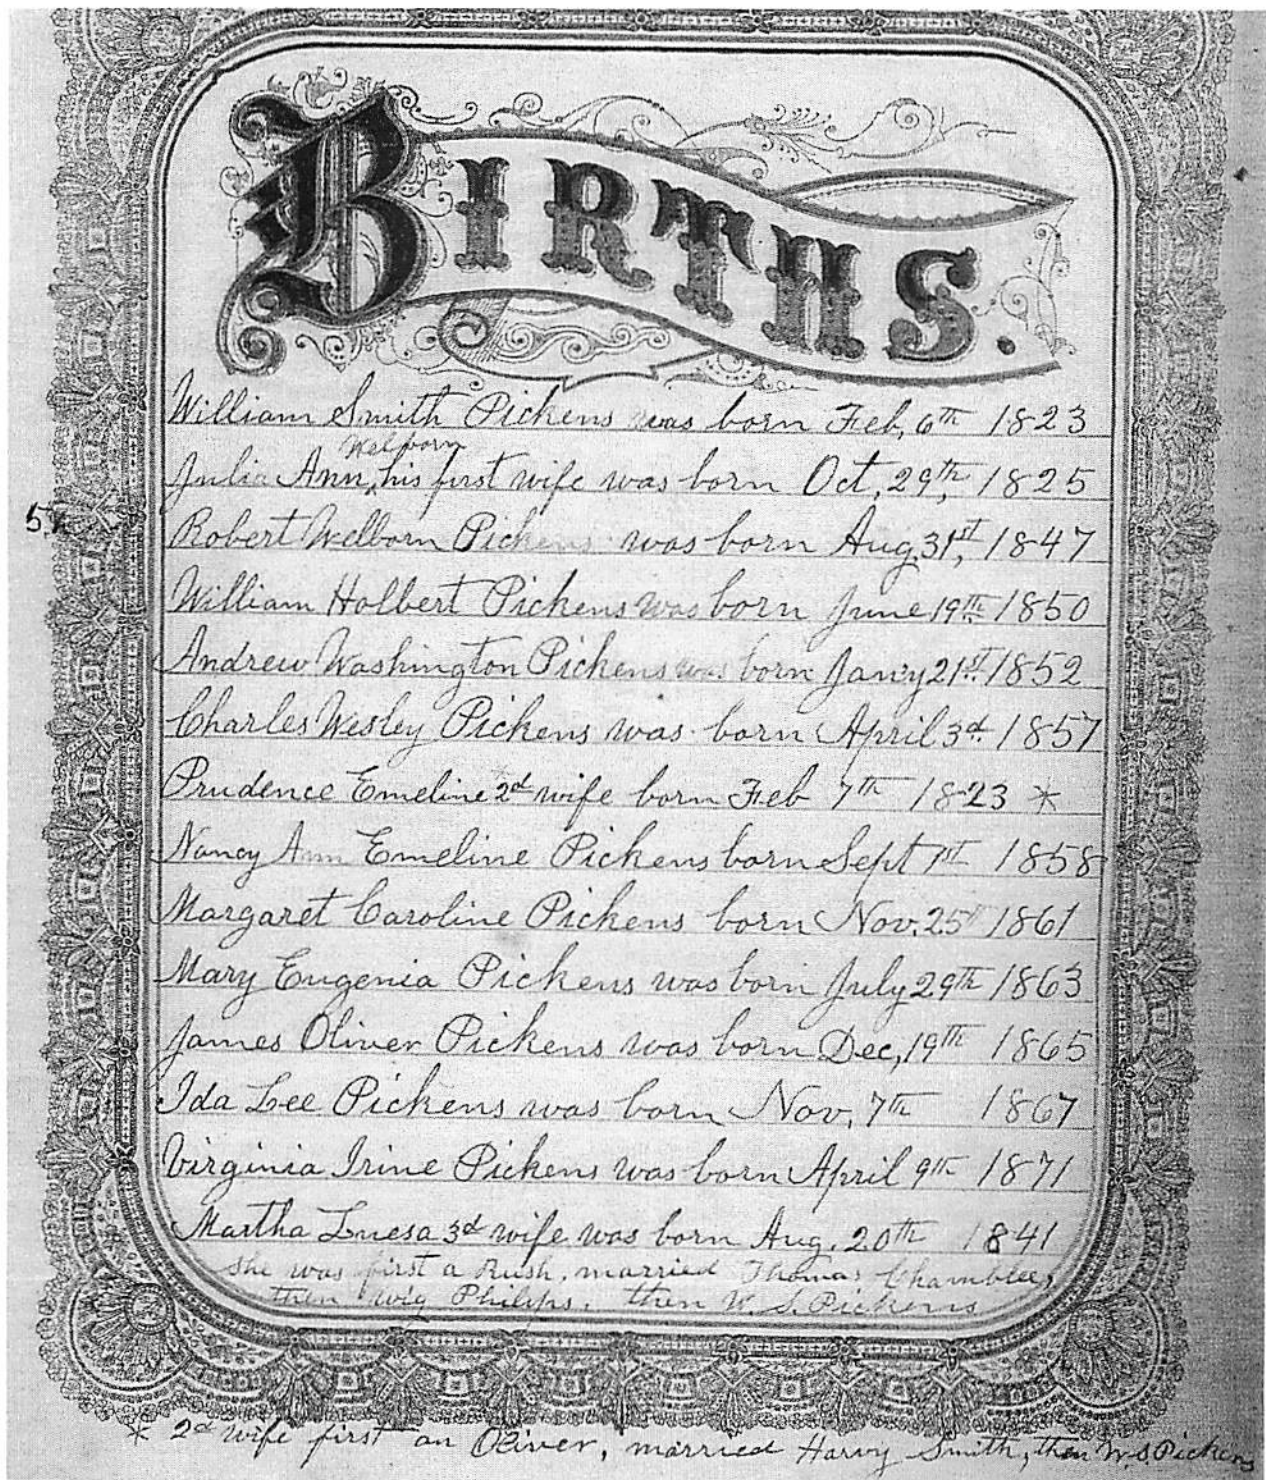 BIRTHS.
William Smith Pickens was born Feb, 6th 1823
Welborn
Julia Ann, his first wife was born Oct, 29th, 1825
Robert Welborn Pickens was born Aug, 31st, 1847
William Holbert Pickens was born June 19th 1850
Andrew Washington Pickens was born Jan'y 21st 1852
Charles Wesley Pickens was born April 3d. 1857
Prudence Emeline * 2d wife born Feb 7th 1823 *
Nancy Ann Emeline Pickens born Sept 1st 1858
Margaret Caroline Pickens born Nov, 25th 1861
Mary Eugenia Pickens was born July 29th 1863
James Oliver Pickens was born Dec, 19th 1865
Ida Lee Pickens was born Nov, 7th 1867
Virginia Irine Pickens was born April 9th 1871
Martha Luesa 3d wife was born Aug. 20th 1841
she was first a Rush, married Thomas Chamblee,
then Wig Philips, then W. S. Pickens
* 2d wife first an Oliver, married Harvy Smith, then W. S. Pickens